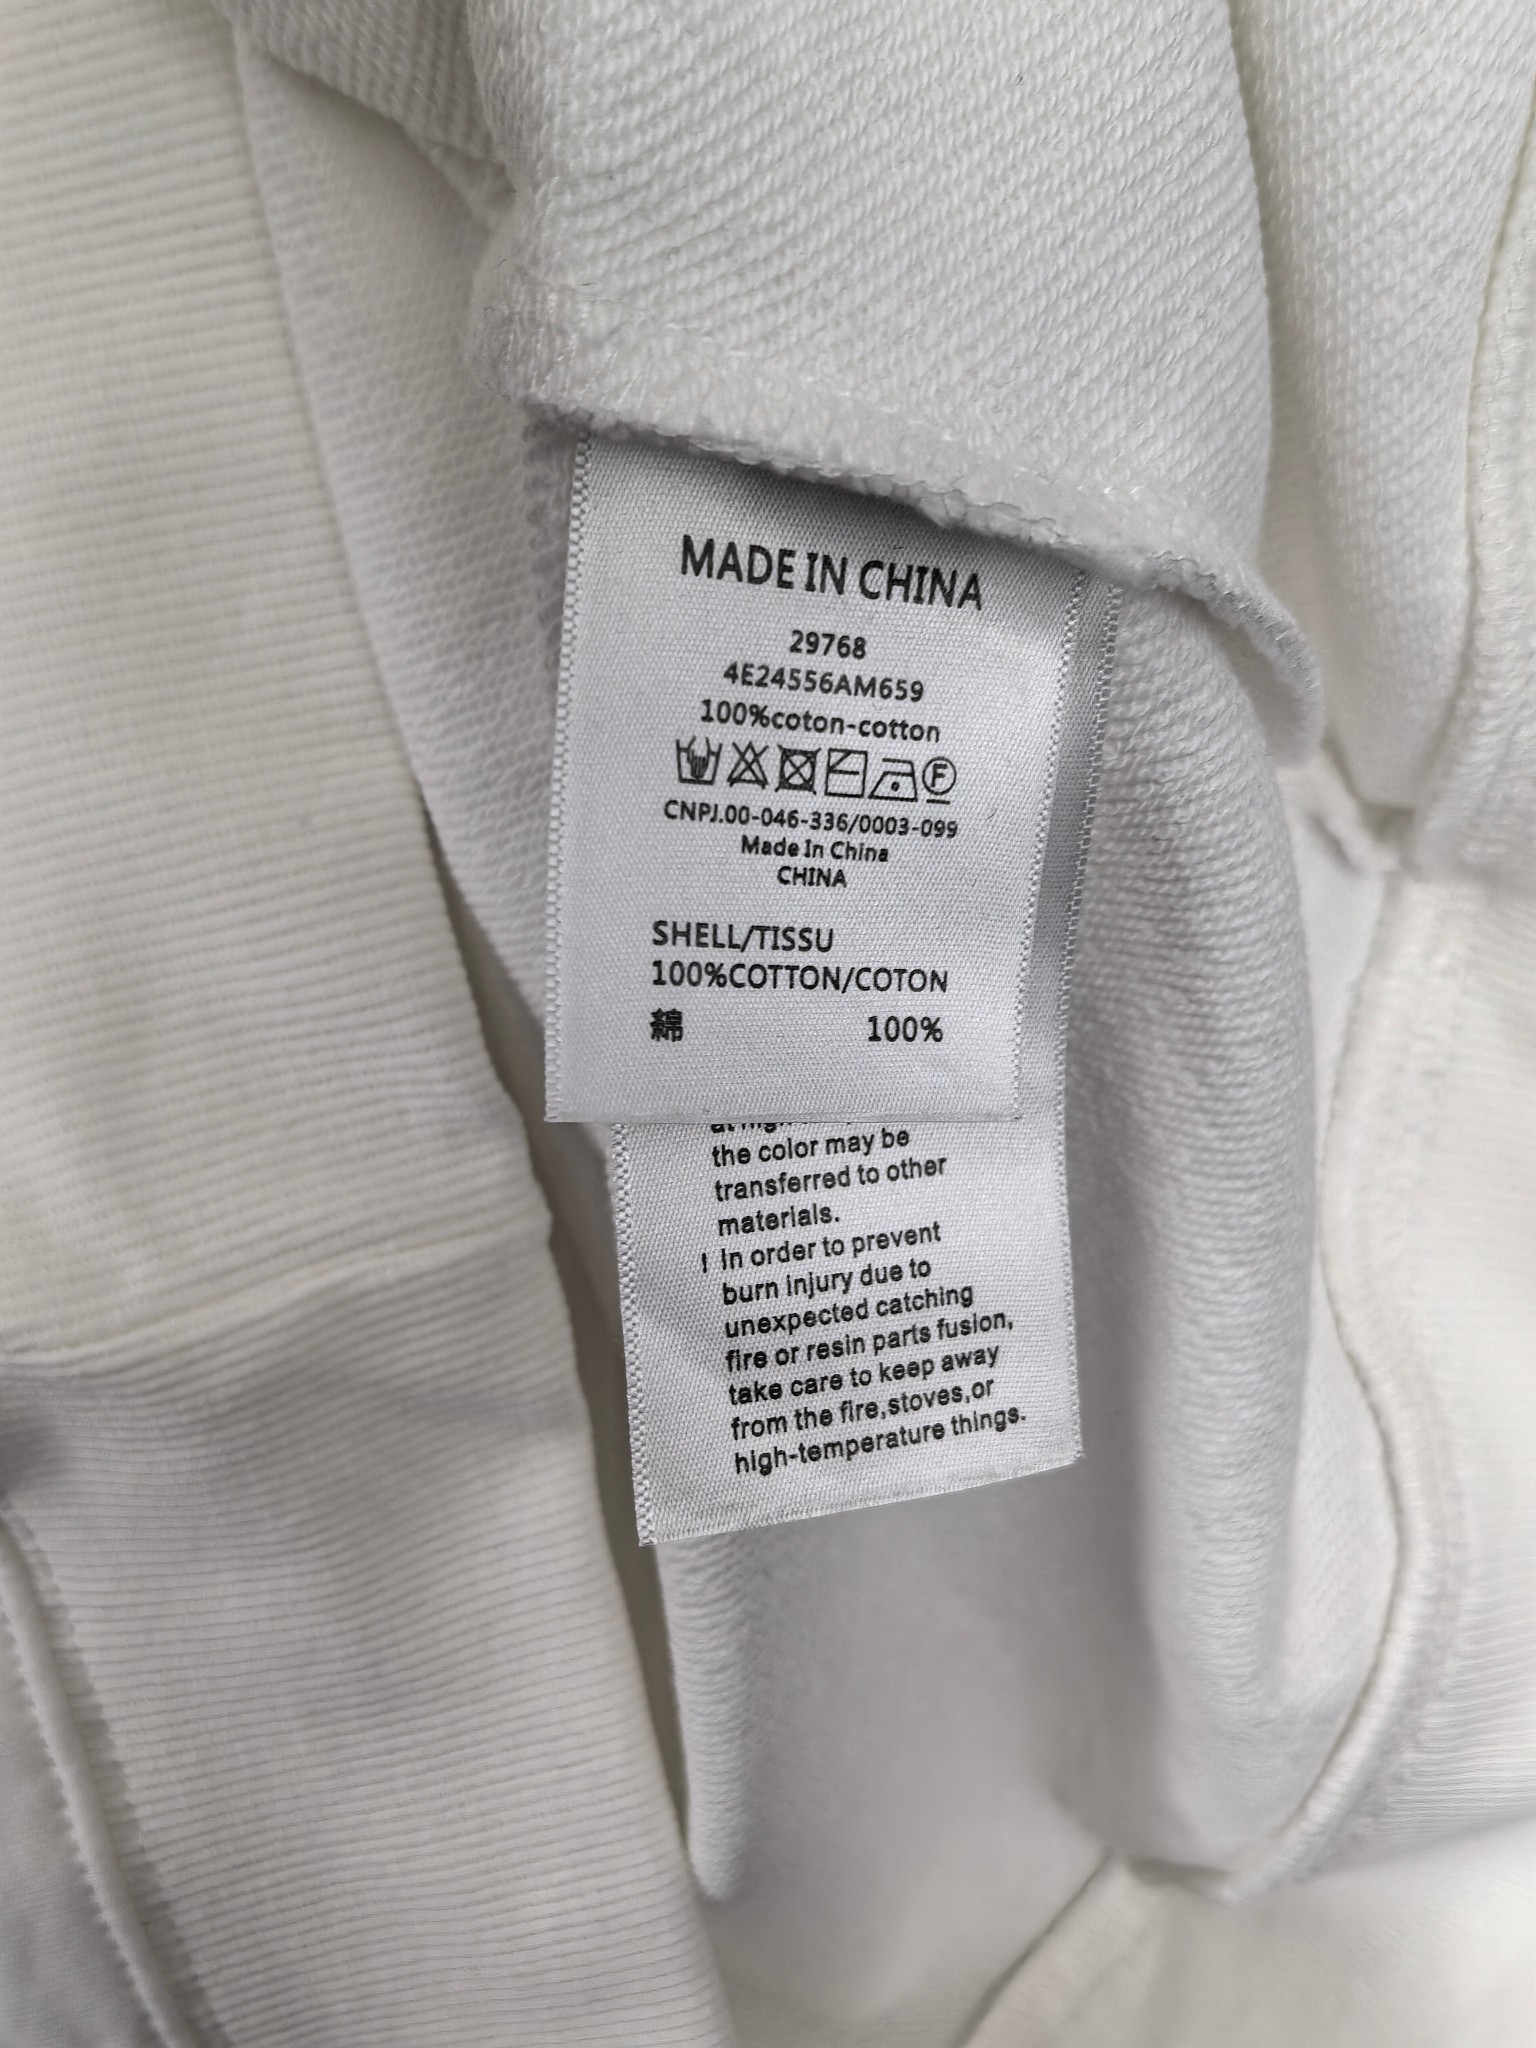 MADE IN CHINA
29768
4E24556AM659
100%coton-cotton
F
CNPJ.00-046-336/0003-099
Made In China
CHINA
SHELL/TISSU
100%COTTON/COTON
綿 100%
the color may be
transferred to other
materials.
! In order to prevent
burn injury due to
unexpected catching
fire or resin parts fusion,
take care to keep away
from the fire,stoves,or
high-temperature things.